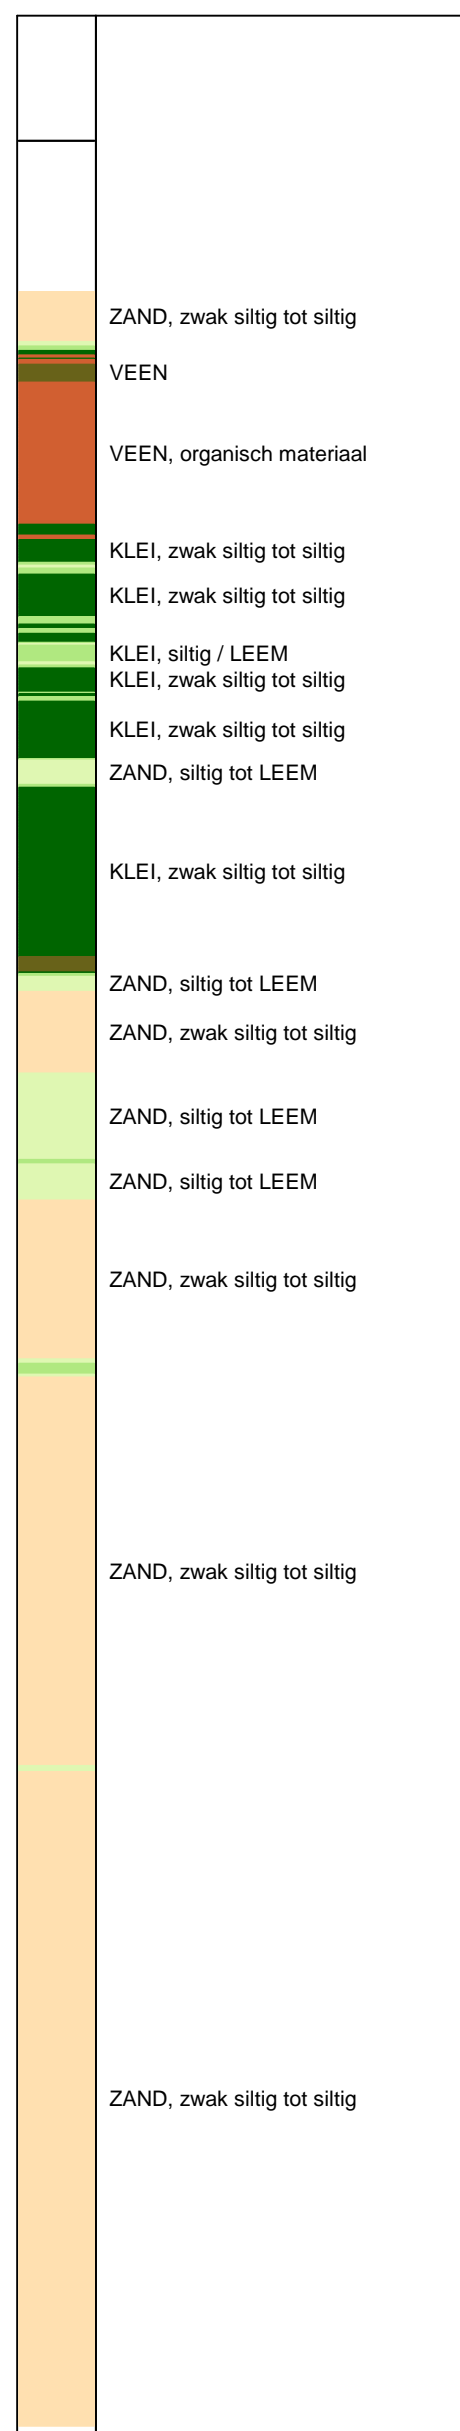 ZAND, zwak siltig tot siltig
VEEN
VEEN, organisch materiaal
KLEI, zwak siltig tot siltig
KLEI, zwak siltig tot siltig
KLEI, siltig / LEEM
KLEI, zwak siltig tot siltig
KLEI, zwak siltig tot siltig
ZAND, siltig tot LEEM
KLEI, zwak siltig tot siltig
ZAND, siltig tot LEEM
ZAND, zwak siltig tot siltig
ZAND, siltig tot LEEM
ZAND, siltig tot LEEM
ZAND, zwak siltig tot siltig
ZAND, zwak siltig tot siltig
ZAND, zwak siltig tot siltig